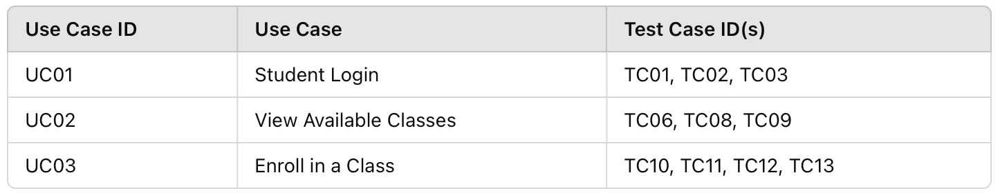 Use Case ID Use Case Test Case ID(s)
UC01 Student Login TC01, TC02, TC03
UC02 View Available Classes TC06, TC08, TC09
UC03 Enroll in a Class TC10, TC11, TC12, TC13